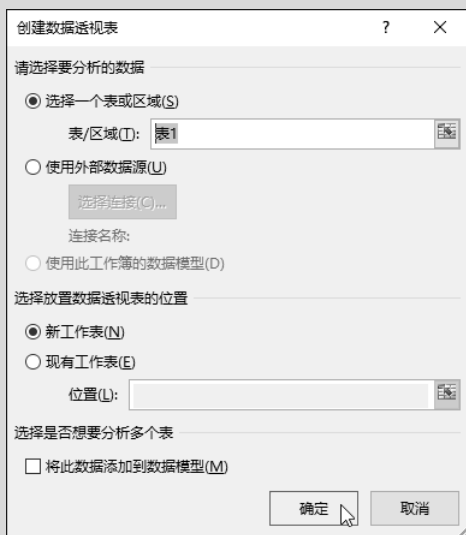 创建数据透视表
请选择要分析的数据
选择一个表或区域(S)
表/区域(T): 表1
使用外部数据源(U)
选择连接(C)...
连接名称:
使用此工作簿的数据模型(D)
选择放置数据透视表的位置
新工作表(N)
现有工作表(E)
位置(L):
选择是否想要分析多个表
将此数据添加到数据模型(M)
确定 取消